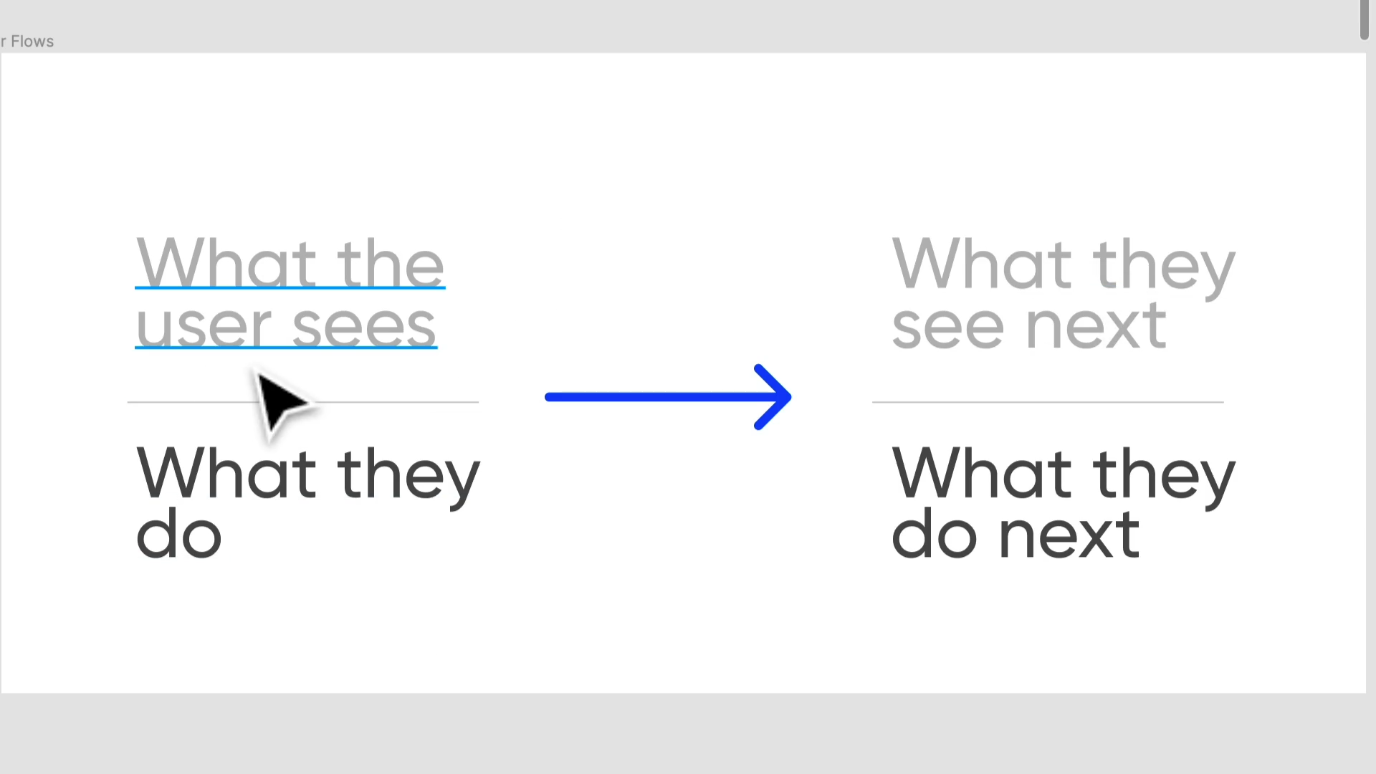 r Flows
What the
user sees
What they
do
What they
see next
What they
do next